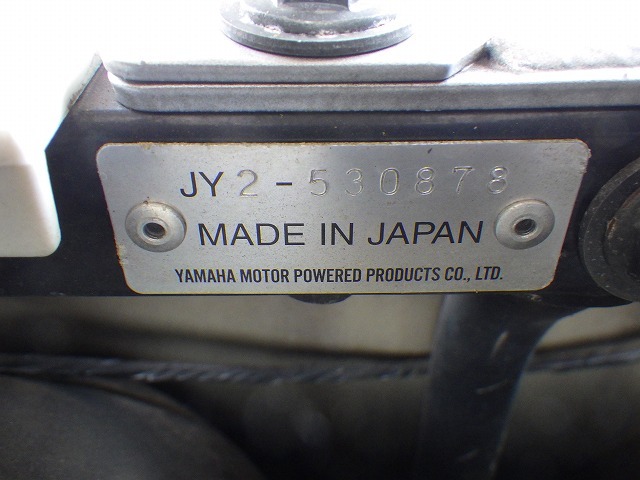 JY2-530878
MADE IN JAPAN
YAMAHA MOTOR POWERED PRODUCTS CO., LTD.